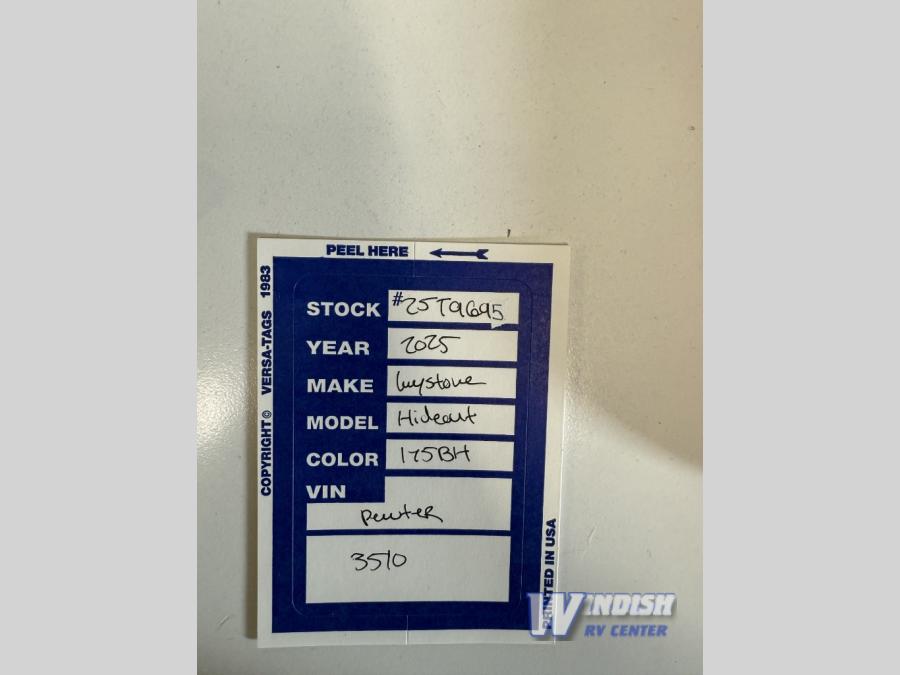 PEEL HERE
COPYRIGHT © VERSA-TAGS 1983
STOCK #25T9695
YEAR 2025
MAKE Keystone
MODEL Hideout
COLOR 175BH
VIN
Pewter
3510
PRINTED IN USA
WINDISH
RV CENTER